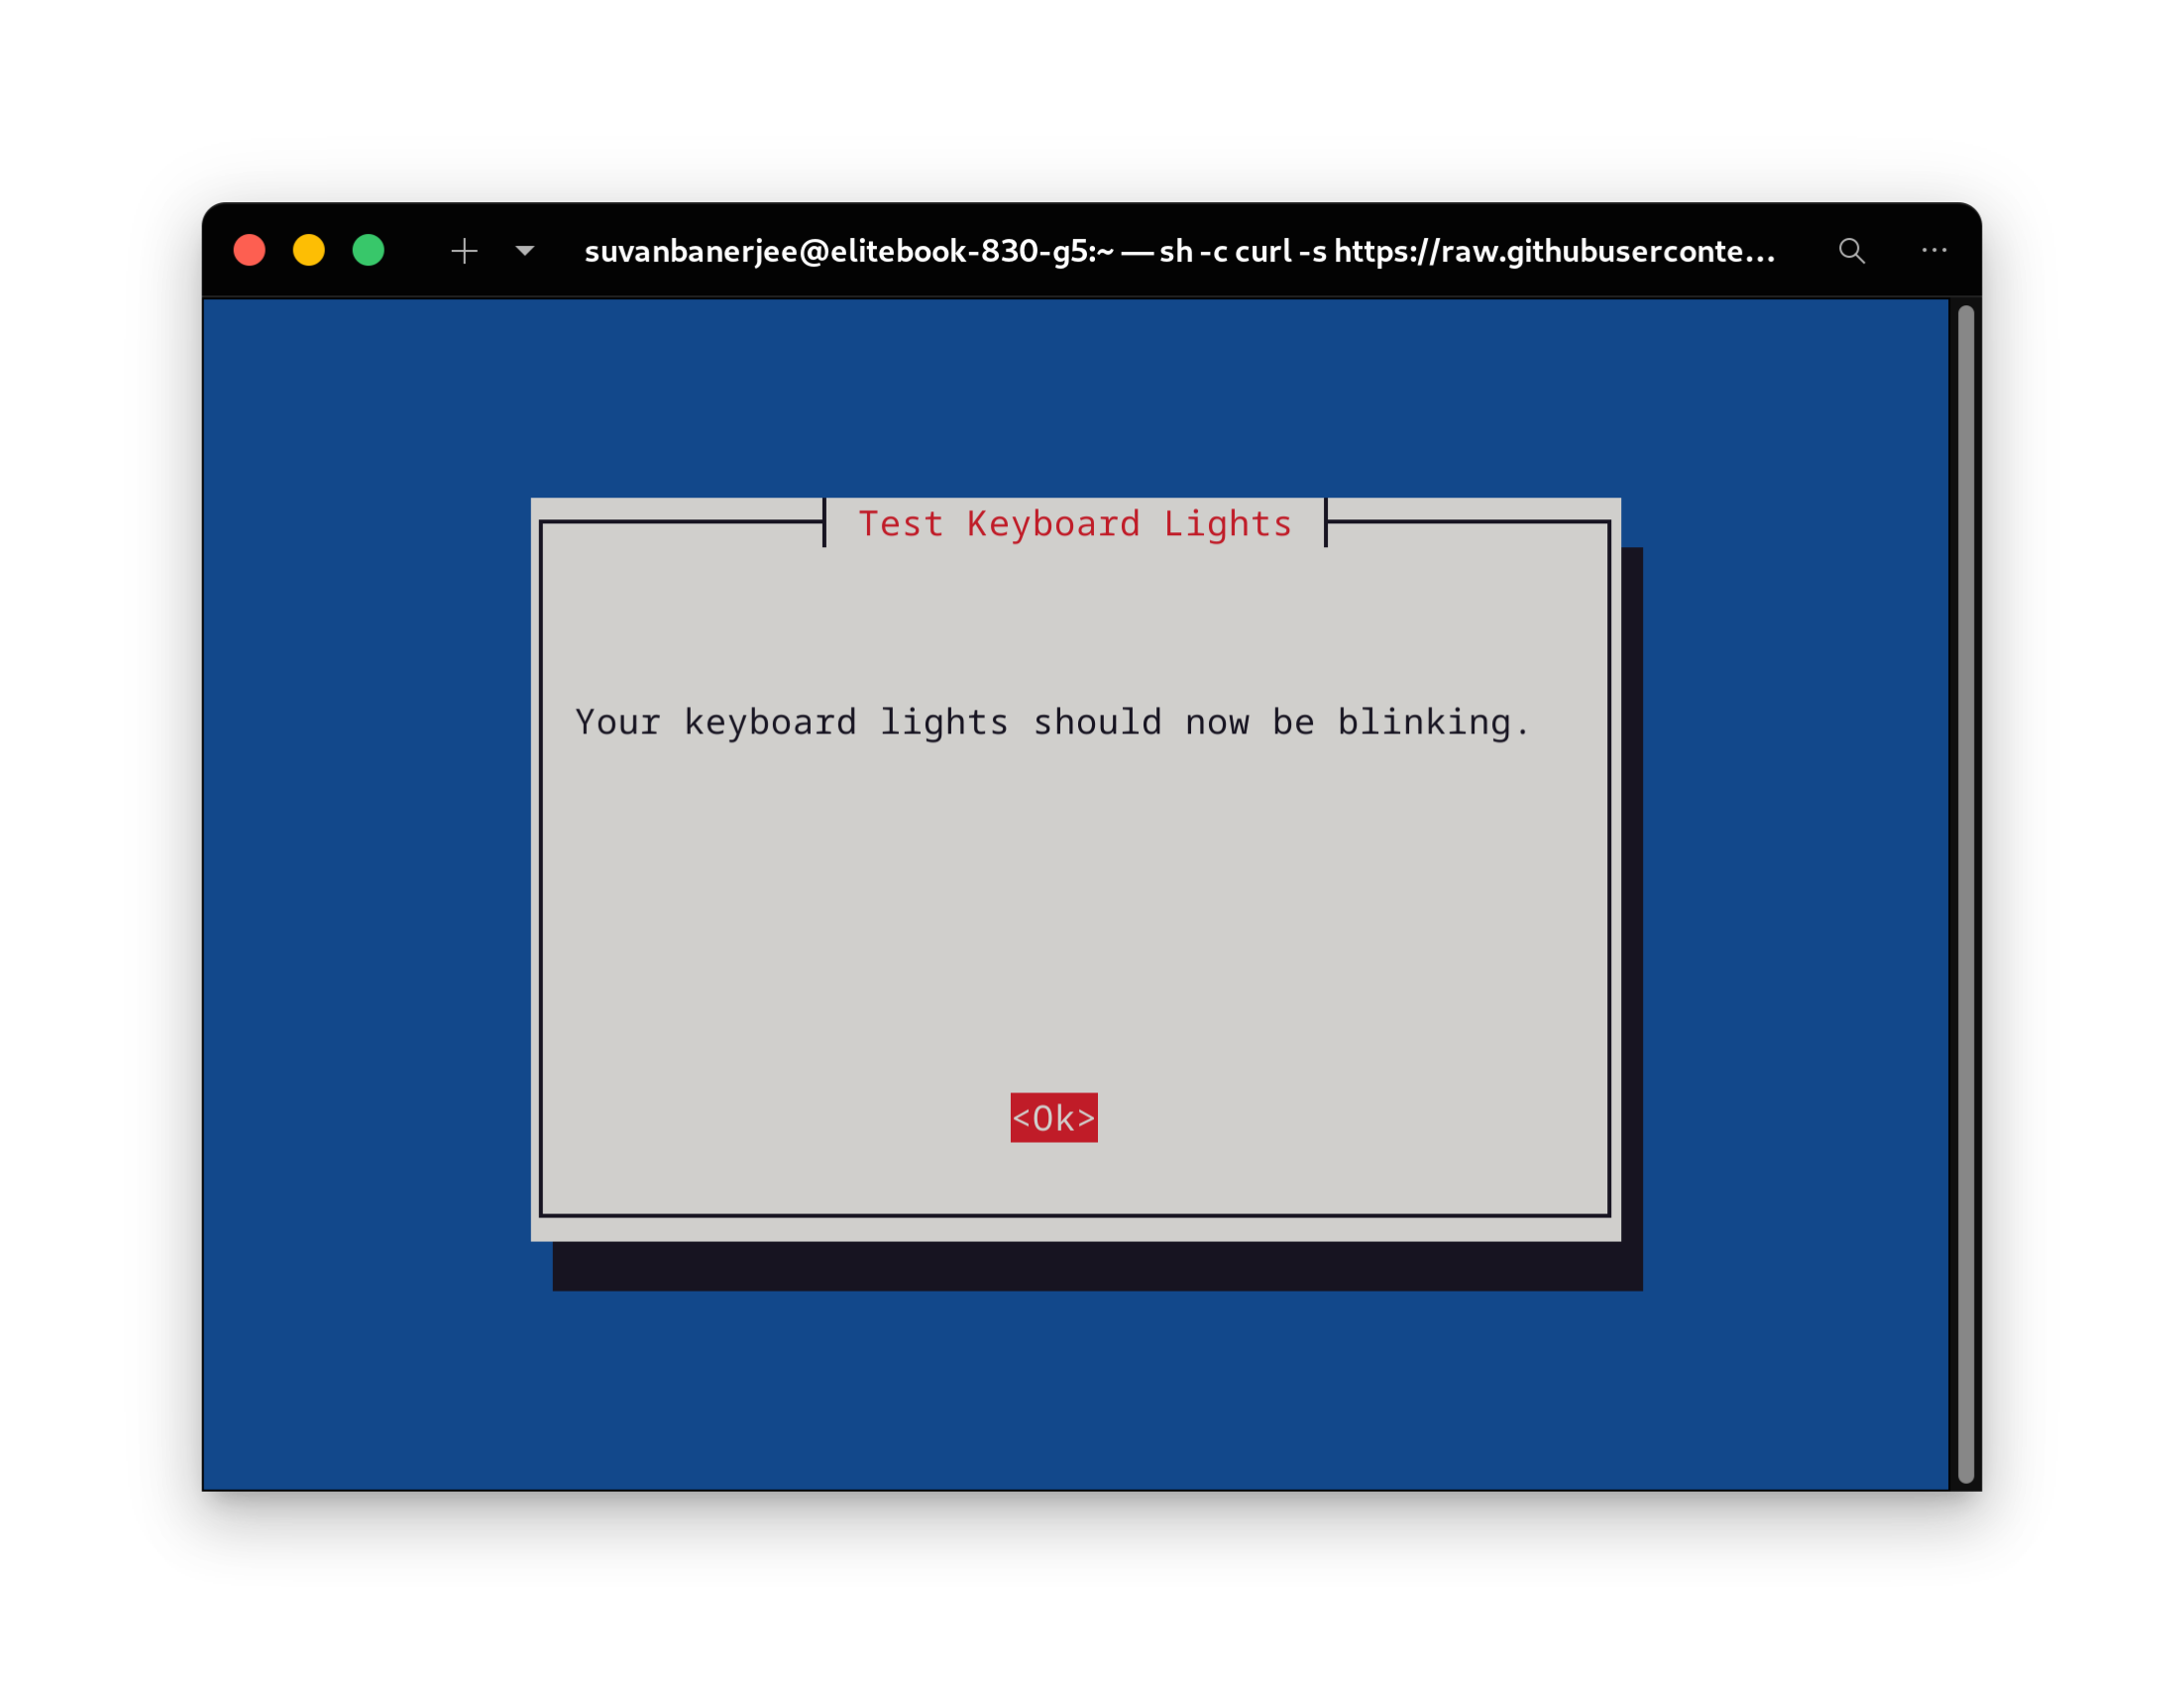 suvanbanerjee@elitebook-830-g5:~ — sh -c curl -s https://raw.githubuserconte…
Test Keyboard Lights
Your keyboard lights should now be blinking.
<Ok>